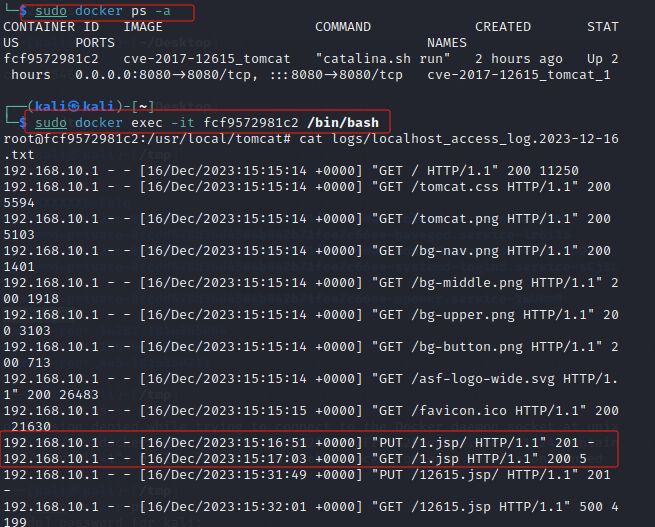 └─$ sudo docker ps -a
CONTAINER ID   IMAGE                   COMMAND             CREATED       STAT
US       PORTS                                       NAMES
fcf9572981c2   cve-2017-12615_tomcat   "catalina.sh run"   2 hours ago   Up 2
 hours   0.0.0.0:8080→8080/tcp, :::8080→8080/tcp   cve-2017-12615_tomcat_1
┌──(kali㉿kali)-[~]
└─$ sudo docker exec -it fcf9572981c2 /bin/bash
root@fcf9572981c2:/usr/local/tomcat# cat logs/localhost_access_log.2023-12-16
.txt
192.168.10.1 - - [16/Dec/2023:15:15:14 +0000] "GET / HTTP/1.1" 200 11250
192.168.10.1 - - [16/Dec/2023:15:15:14 +0000] "GET /tomcat.css HTTP/1.1" 200
5594
192.168.10.1 - - [16/Dec/2023:15:15:14 +0000] "GET /tomcat.png HTTP/1.1" 200
5103
192.168.10.1 - - [16/Dec/2023:15:15:14 +0000] "GET /bg-nav.png HTTP/1.1" 200
1401
192.168.10.1 - - [16/Dec/2023:15:15:14 +0000] "GET /bg-middle.png HTTP/1.1" 2
00 1918
192.168.10.1 - - [16/Dec/2023:15:15:14 +0000] "GET /bg-upper.png HTTP/1.1" 20
0 3103
192.168.10.1 - - [16/Dec/2023:15:15:14 +0000] "GET /bg-button.png HTTP/1.1" 2
00 713
192.168.10.1 - - [16/Dec/2023:15:15:14 +0000] "GET /asf-logo-wide.svg HTTP/1.
1" 200 26483
192.168.10.1 - - [16/Dec/2023:15:15:15 +0000] "GET /favicon.ico HTTP/1.1" 200
 21630
192.168.10.1 - - [16/Dec/2023:15:16:51 +0000] "PUT /1.jsp/ HTTP/1.1" 201 -
192.168.10.1 - - [16/Dec/2023:15:17:03 +0000] "GET /1.jsp HTTP/1.1" 200 5
192.168.10.1 - - [16/Dec/2023:15:31:49 +0000] "PUT /12615.jsp/ HTTP/1.1" 201
-
192.168.10.1 - - [16/Dec/2023:15:32:01 +0000] "GET /12615.jsp HTTP/1.1" 500 4
199